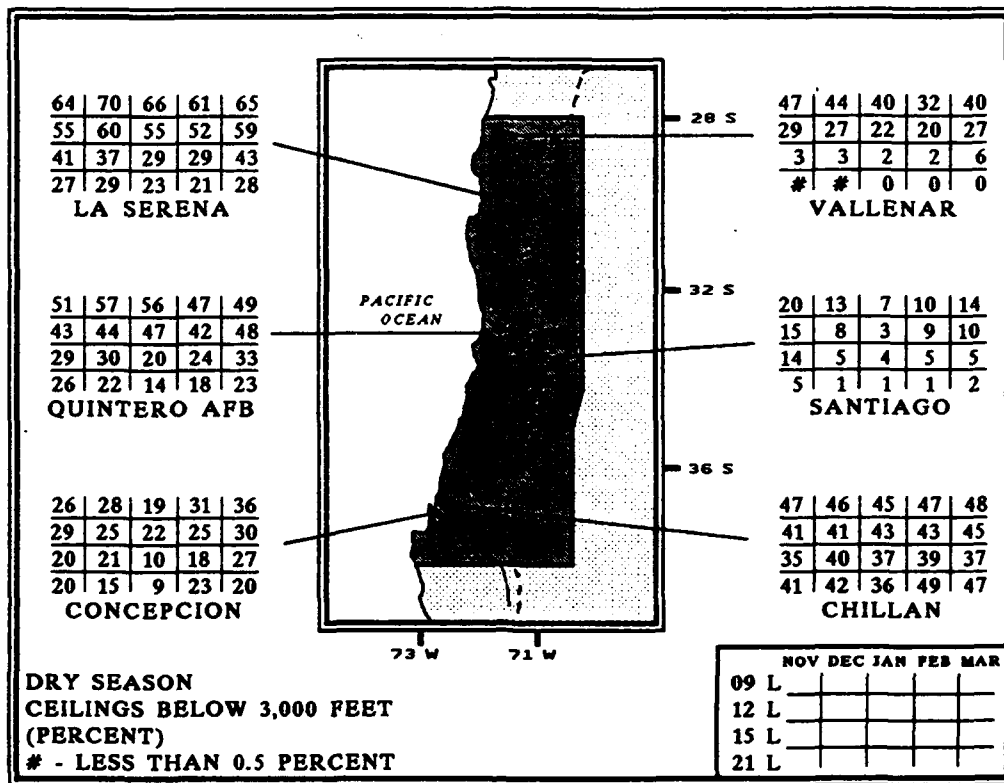 64 70 66 61 65
55 60 55 52 59
41 37 29 29 43
27 29 23 21 28
LA SERENA
51 57 56 47 49
43 44 47 42 48
29 30 20 24 33
26 22 14 18 23
QUINTERO AFB
26 28 19 31 36
29 25 22 25 30
20 21 10 18 27
20 15 9 23 20
CONCEPCION
PACIFIC
OCEAN
28 S
32 S
36 S
73 W 71 W
47 44 40 32 40
29 27 22 20 27
3 3 2 2 6
# # 0 0 0
VALLENAR
20 13 7 10 14
15 8 3 9 10
14 5 4 5 5
5 1 1 1 2
SANTIAGO
47 46 45 47 48
41 41 43 43 45
35 40 37 39 37
41 42 36 49 47
CHILLAN
DRY SEASON
CEILINGS BELOW 3,000 FEET
(PERCENT)
# - LESS THAN 0.5 PERCENT
NOV DEC JAN FEB MAR
09 L
12 L
15 L
21 L